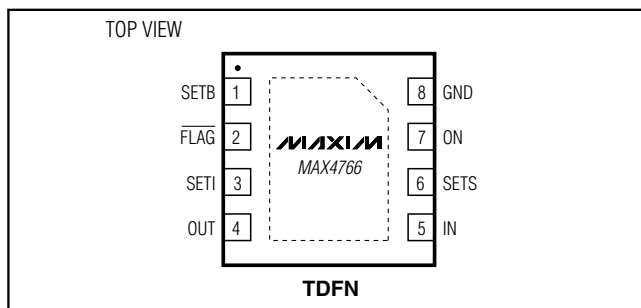 TOP VIEW
SETB 1 8 GND
FLAG 2 MAXIM 7 ON
MAX4766
SETI 3 6 SETS
OUT 4 5 IN
TDFN